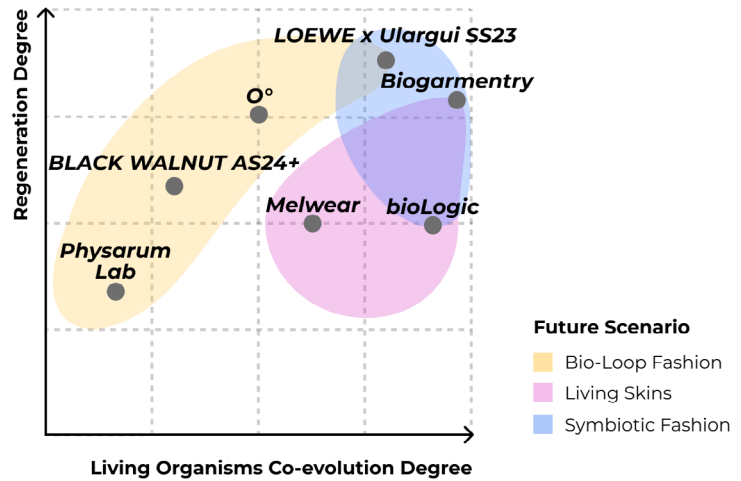 Regeneration Degree
LOEWE x Ulargui SS23
Biogarmentry
O°
BLACK WALNUT AS24+
Melwear
bioLogic
Physarum
Lab
Future Scenario
Bio-Loop Fashion
Living Skins
Symbiotic Fashion
Living Organisms Co-evolution Degree